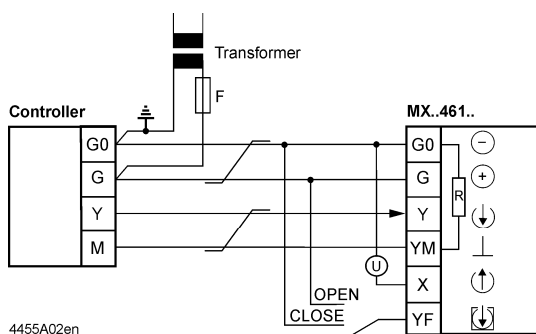 Transformer
F
Controller
MX..461..
G0
G0
R
G
G
Y
Y
M
YM
U
X
OPEN
CLOSE
YF
4455A02en